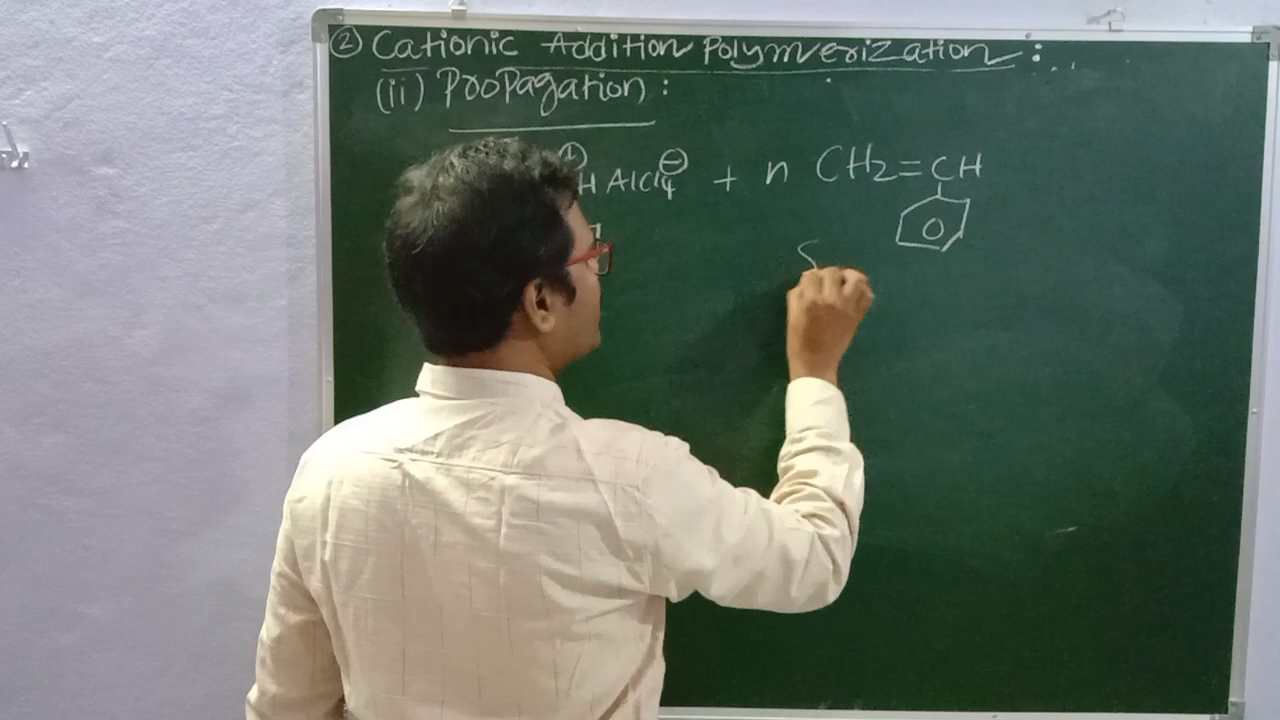 ② Cationic Addition Polymerization :
(ii) Propagation :
⊕ H AlCl4 ⊖ + n CH2=CH
S